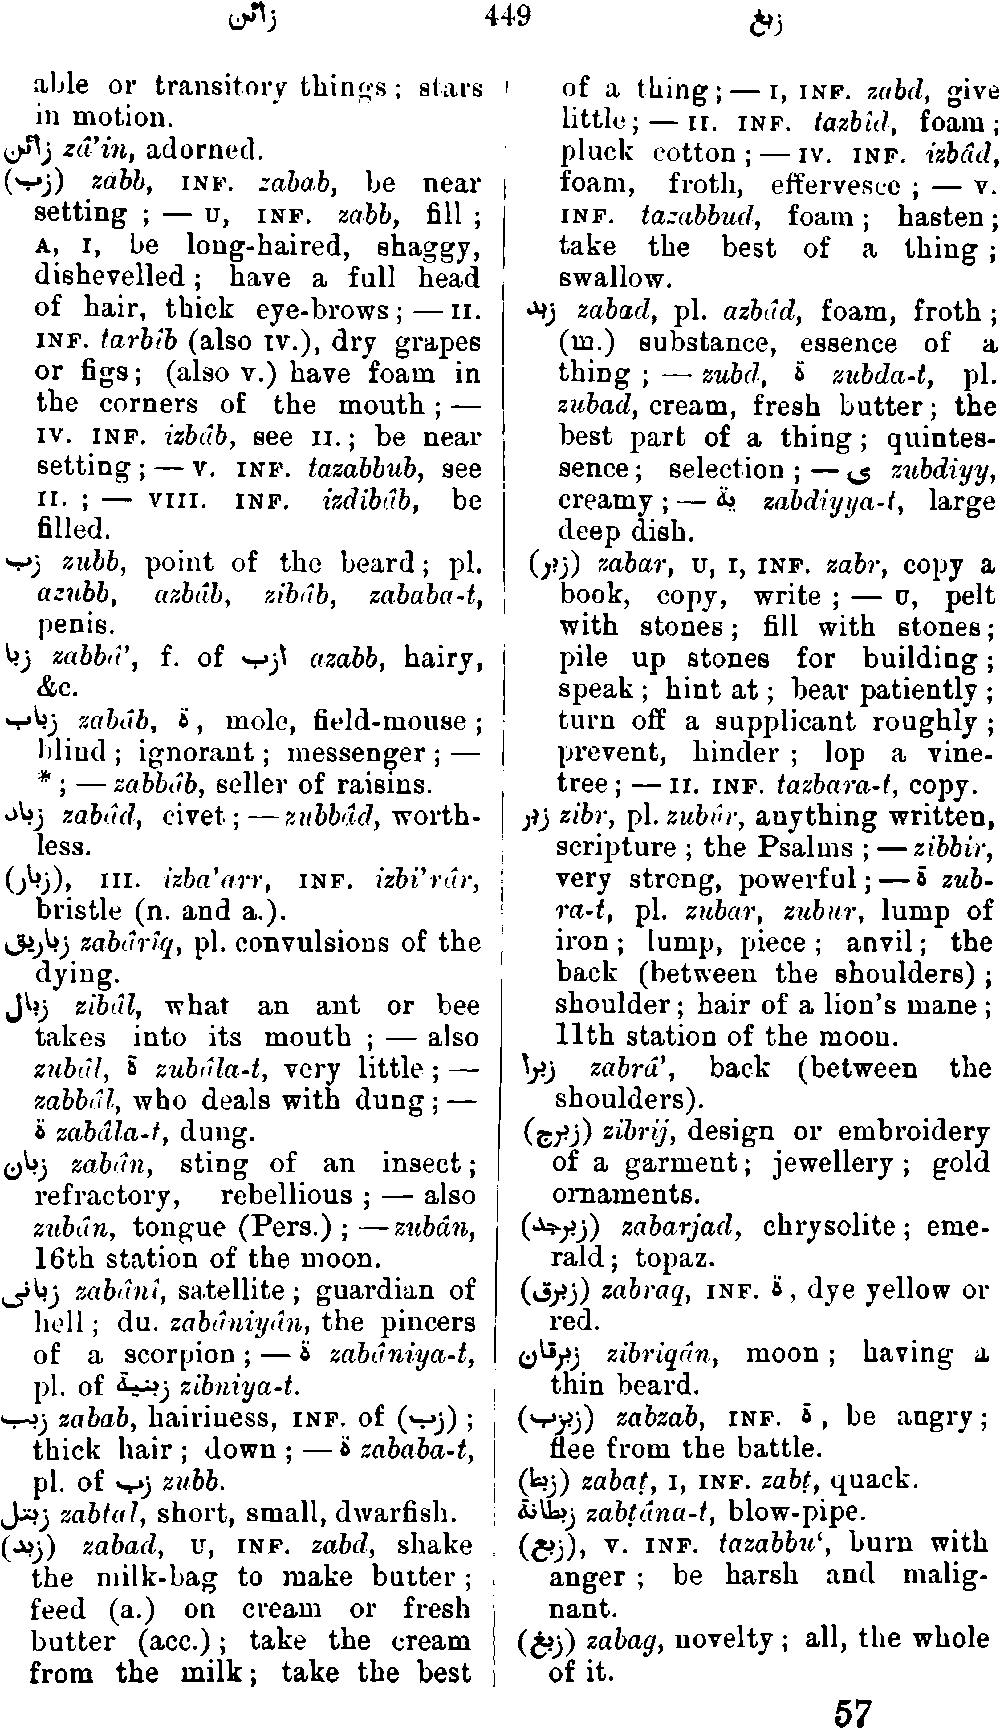 زائن 449 زبغ
able or transitory things; stars
in motion.
زائن zâ’in, adorned.
(زب) zabb, INF. zabab, be near
setting ; — U, INF. zabb, fill ;
A, I, be long-haired, shaggy,
dishevelled ; have a full head
of hair, thick eye-brows; — II.
INF. tarbîb (also IV.), dry grapes
or figs; (also V.) have foam in
the corners of the mouth ; —
IV. INF. izbâb, see II. ; be near
setting; — V. INF. tazabbub, see
II. ; — VIII. INF. izdibâb, be
filled.
زب zubb, point of the beard; pl.
azubb, azbâb, zibâb, zababa-t,
penis.
زبا zabbâ’, f. of ازب azabb, hairy,
&c.
زباب zabâb, ة, mole, field-mouse ;
blind ; ignorant ; messenger ; —
* ; — zabbâb, seller of raisins.
زباد zabâd, civet ; — zubbâd, worth-
less.
(زبار), III. izba’arr, INF. izbi’râr,
bristle (n. and a.).
زباريق zabârîq, pl. convulsions of the
dying.
زبال zibâl, what an ant or bee
takes into its mouth ; — also
zubâl, ة zubâla-t, very little ; —
zabbâl, who deals with dung ; —
ة zabâla-t, dung.
زبان zabân, sting of an insect;
refractory, rebellious ; — also
zubân, tongue (Pers.) ; — zubân,
16th station of the moon.
زبانى zabânî, satellite ; guardian of
hell ; du. zabâniyân, the pincers
of a scorpion ; — ة zabâniya-t,
pl. of زبنية zibniya-t.
زبب zabab, hairiness, INF. of (زب) ;
thick hair ; down ; — ة zababa-t,
pl. of زب zubb.
زبتل zabtal, short, small, dwarfish.
(زبد) zabad, U, INF. zabd, shake
the milk-bag to make butter ;
feed (a.) on cream or fresh
butter (acc.) ; take the cream
from the milk ; take the best
of a thing; — I, INF. zabd, give
little; — II. INF. tazbîd, foam;
pluck cotton ; — IV. INF. izbâd,
foam, froth, effervesce ; — V.
INF. tazabbud, foam ; hasten;
take the best of a thing ;
swallow.
زبد zabad, pl. azbâd, foam, froth ;
(m.) substance, essence of a
thing ; — zubd, ة zubda-t, pl.
zubad, cream, fresh butter ; the
best part of a thing ; quintes-
sence ; selection ; — ى zubdiyy,
creamy ; — ية zabdiyya-t, large
deep dish.
(زبر) zabar, U, I, INF. zabr, copy a
book, copy, write ; — U, pelt
with stones ; fill with stones;
pile up stones for building ;
speak ; hint at ; bear patiently ;
turn off a supplicant roughly ;
prevent, hinder ; lop a vine-
tree ; — II. INF. tazbara-t, copy.
زبر zibr, pl. zubûr, anything written,
scripture ; the Psalms ; — zibbir,
very strong, powerful ; — ة zub-
ra-t, pl. zubar, zubur, lump of
iron ; lump, piece ; anvil ; the
back (between the shoulders) ;
shoulder ; hair of a lion’s mane ;
11th station of the moon.
زبرا zabrâ’, back (between the
shoulders).
(زبرج) zibrij, design or embroidery
of a garment ; jewellery ; gold
ornaments.
(زبرجد) zabarjad, chrysolite ; eme-
rald ; topaz.
(زبرق) zabraq, INF. ة, dye yellow or
red.
زبرقان zibriqân, moon ; having a
thin beard.
(زبزب) zabzab, INF. ة, be angry ;
flee from the battle.
(زبط) zabaṭ, I, INF. zabṭ, quack.
زبطانة zabṭâna-t, blow-pipe.
(زبع), V. INF. tazabbu‘, burn with
anger ; be harsh and malig-
nant.
(زبغ) zabag, novelty ; all, the whole
of it.
57